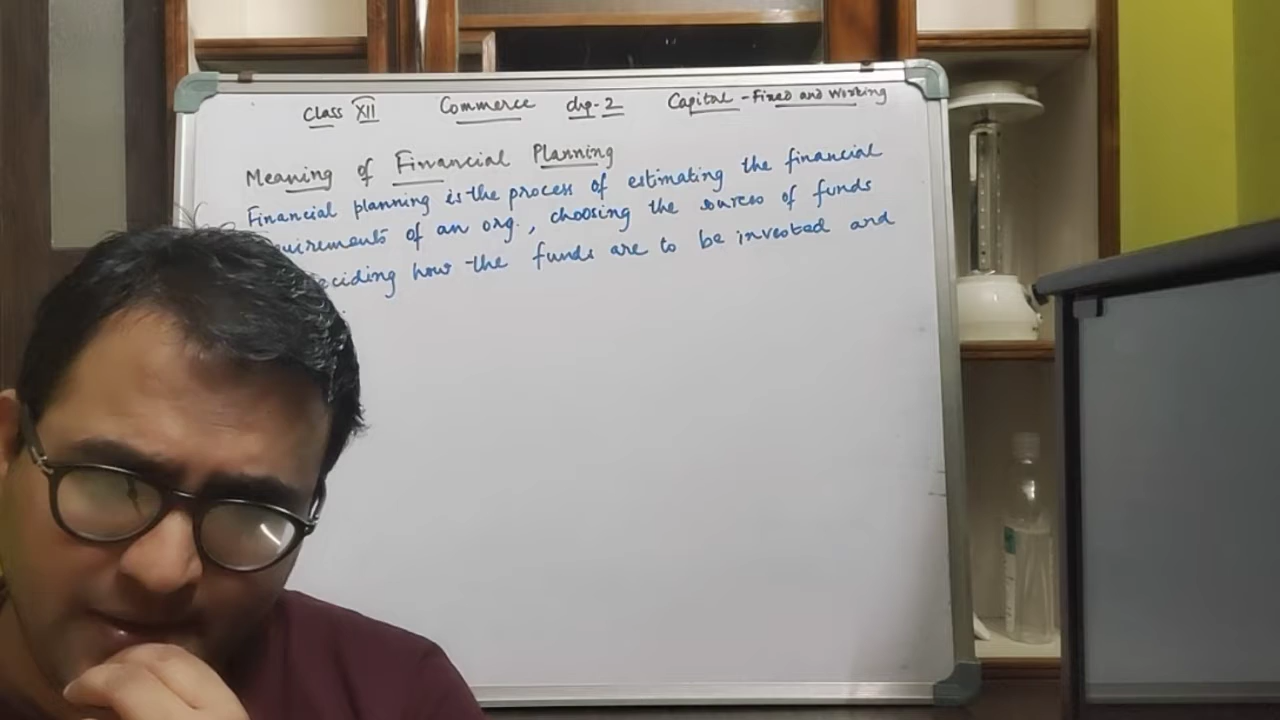 Class XII Commerce chp-2 Capital - Fixed and Working
Meaning of Financial Planning
Financial planning is the process of estimating the financial
quirements of an org., choosing the sources of funds
eciding how the funds are to be invested and